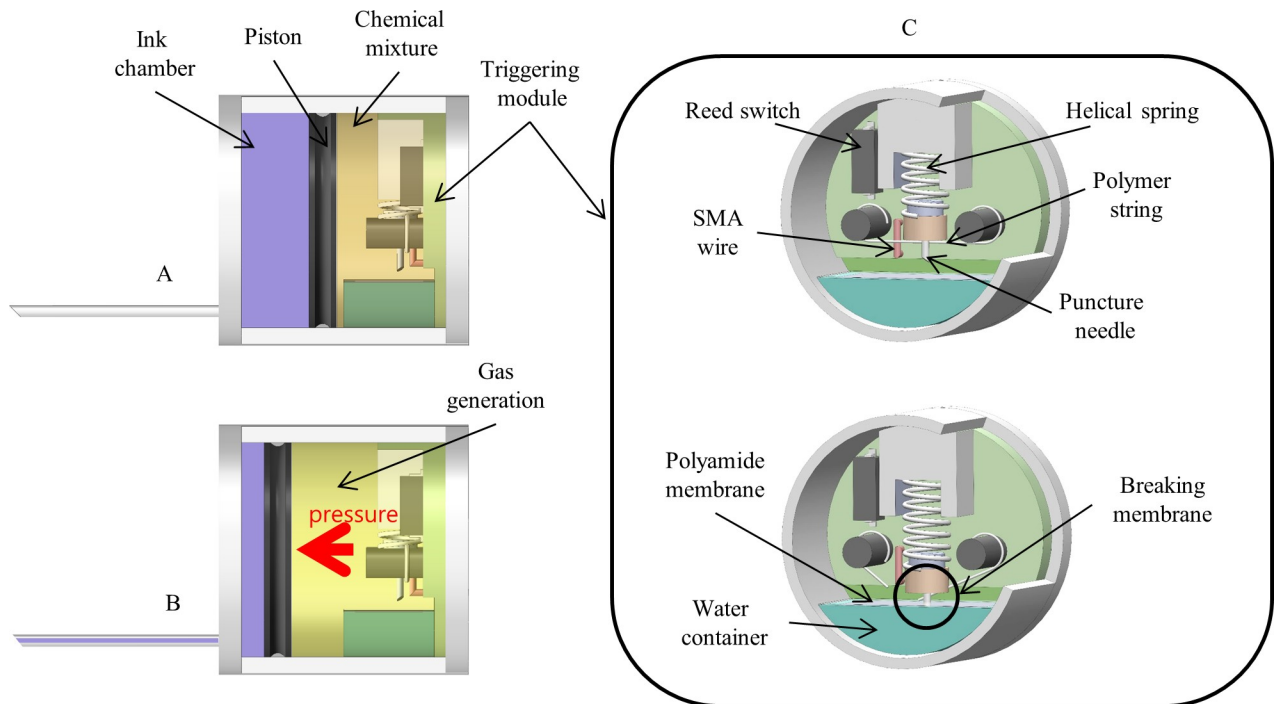 Ink
chamber
Piston
Chemical
mixture
Triggering
module
A
Gas
generation
pressure
B
C
Reed switch
Helical spring
Polymer
string
SMA
wire
Puncture
needle
Polyamide
membrane
Breaking
membrane
Water
container